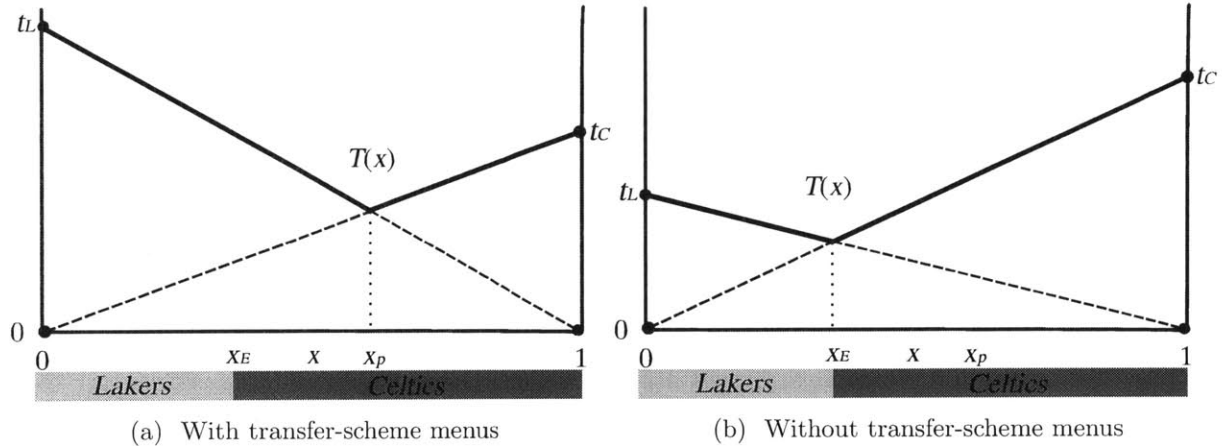 tL
tC
T(x)
0
0
xE
x
xp
1
Lakers
Celtics
(a) With transfer-scheme menus
tC
tL
T(x)
0
0
xE
x
xp
1
Lakers
Celtics
(b) Without transfer-scheme menus